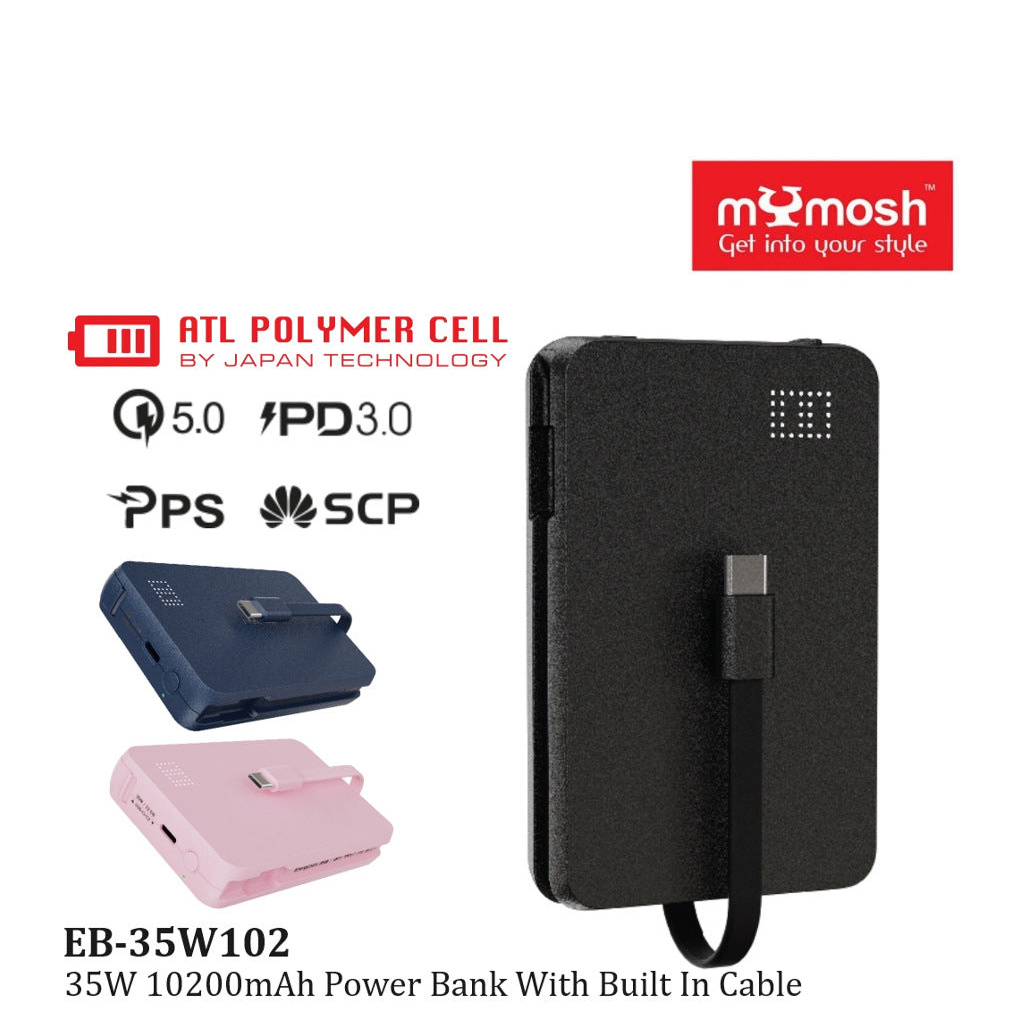 mYmosh™
Get into your style
ATL POLYMER CELL
BY JAPAN TECHNOLOGY
5.0
PD3.0
PPS
SCP
EB-35W102
35W 10200mAh Power Bank With Built In Cable